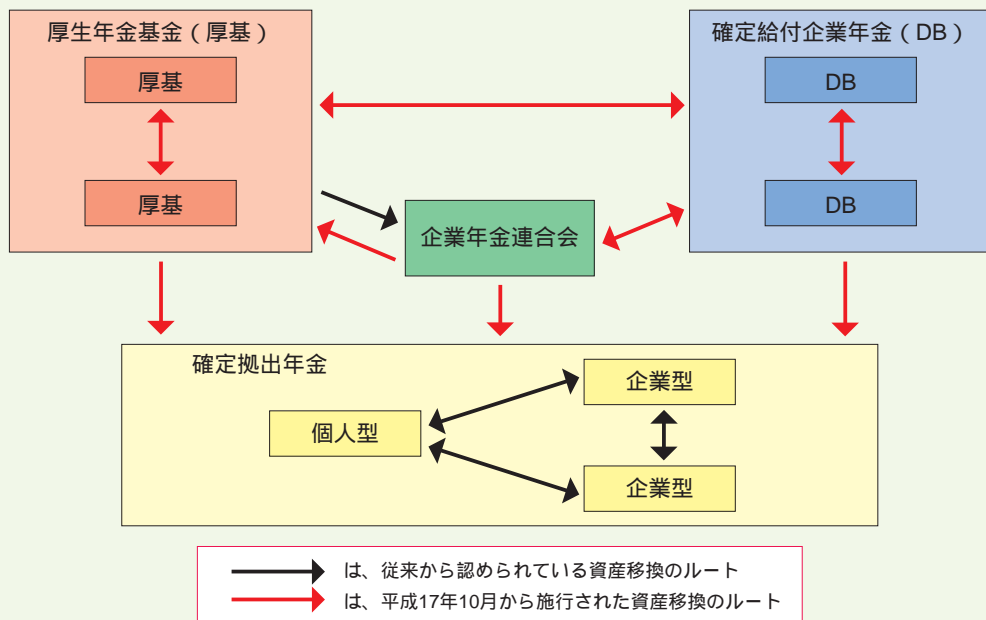 厚生年金基金（厚基）
厚基
厚基
確定給付企業年金（DB）
DB
DB
企業年金連合会
確定拠出年金
個人型
企業型
企業型
は、従来から認められている資産移換のルート
は、平成17年10月から施行された資産移換のルート